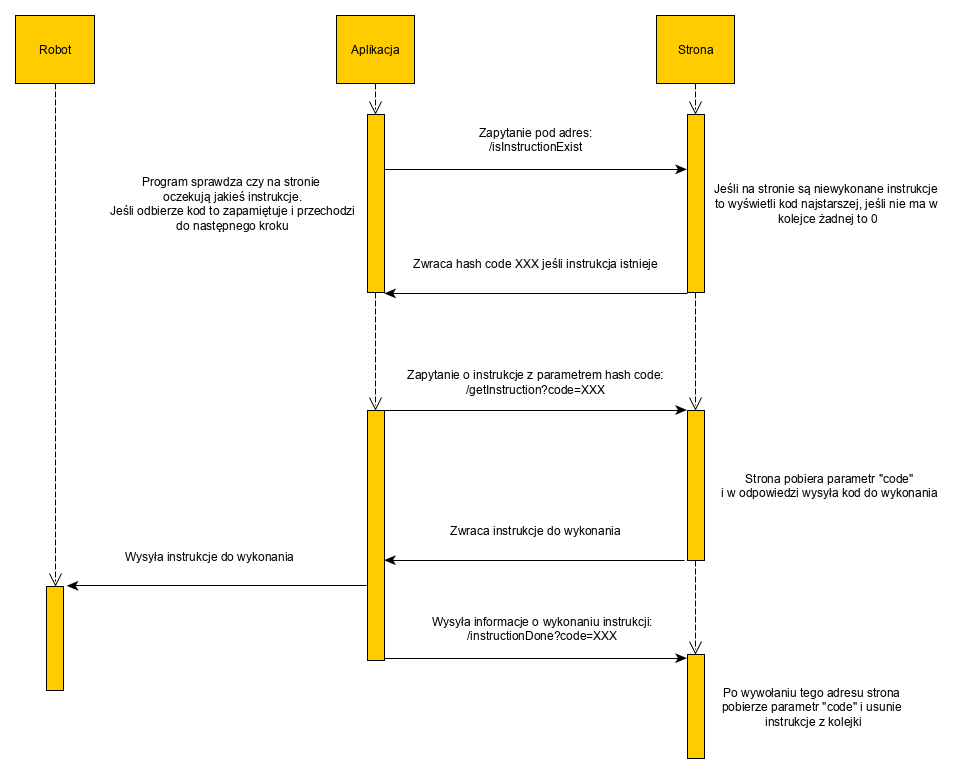 Robot
Aplikacja
Strona
Zapytanie pod adres:
/isInstructionExist
Program sprawdza czy na stronie
oczekują jakieś instrukcje.
Jeśli odbierze kod to zapamiętuje i przechodzi
do następnego kroku
Jeśli na stronie są niewykonane instrukcje
to wyświetli kod najstarszej, jeśli nie ma w
kolejce żadnej to 0
Zwraca hash code XXX jeśli instrukcja istnieje
Zapytanie o instrukcje z parametrem hash code:
/getInstruction?code=XXX
Strona pobiera parametr "code"
i w odpowiedzi wysyła kod do wykonania
Zwraca instrukcje do wykonania
Wysyła instrukcje do wykonania
Wysyła informacje o wykonaniu instrukcji:
/instructionDone?code=XXX
Po wywołaniu tego adresu strona
pobierze parametr "code" i usunie
instrukcje z kolejki